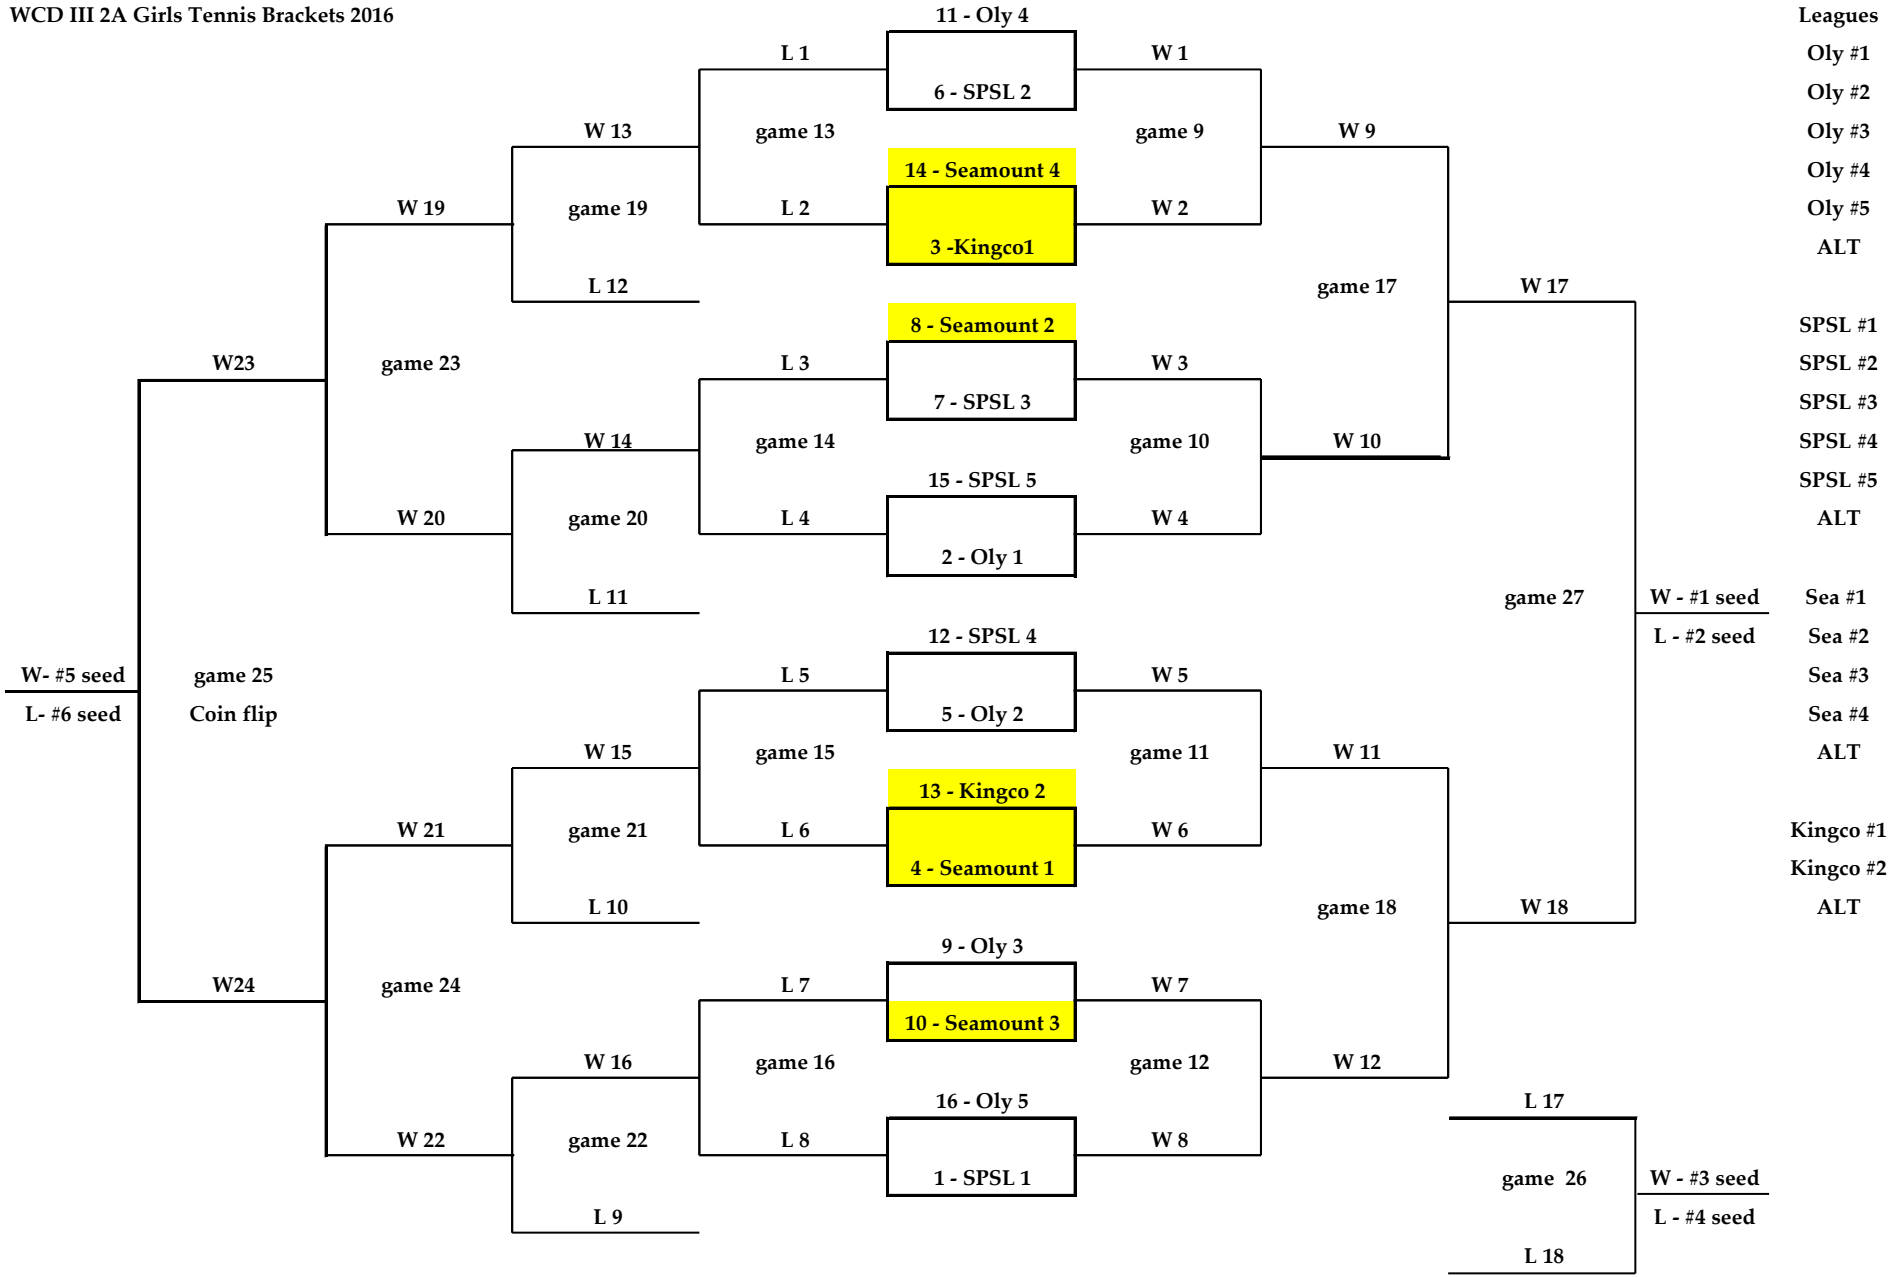 WCD III 2A Girls Tennis Brackets 2016
11 - Oly 4
Leagues
L 1
W 1
Oly #1
6 - SPSL 2
Oly #2
W 13
game 13
game 9
W 9
Oly #3
14 - Seamount 4
Oly #4
W 19
game 19
L 2
W 2
Oly #5
3 -Kingco1
ALT
L 12
game 17
W 17
8 - Seamount 2
SPSL #1
W23
game 23
L 3
W 3
SPSL #2
7 - SPSL 3
SPSL #3
W 14
game 14
game 10
W 10
SPSL #4
15 - SPSL 5
SPSL #5
W 20
game 20
L 4
W 4
ALT
2 - Oly 1
L 11
game 27
W - #1 seed
Sea #1
12 - SPSL 4
L - #2 seed
Sea #2
W- #5 seed
game 25
L 5
W 5
Sea #3
L- #6 seed
Coin flip
5 - Oly 2
Sea #4
W 15
game 15
game 11
W 11
ALT
13 - Kingco 2
W 21
game 21
L 6
W 6
Kingco #1
4 - Seamount 1
Kingco #2
L 10
game 18
W 18
ALT
9 - Oly 3
W24
game 24
L 7
W 7
10 - Seamount 3
W 16
game 16
game 12
W 12
16 - Oly 5
L 17
W 22
game 22
L 8
W 8
1 - SPSL 1
game 26
W - #3 seed
L 9
L - #4 seed
L 18